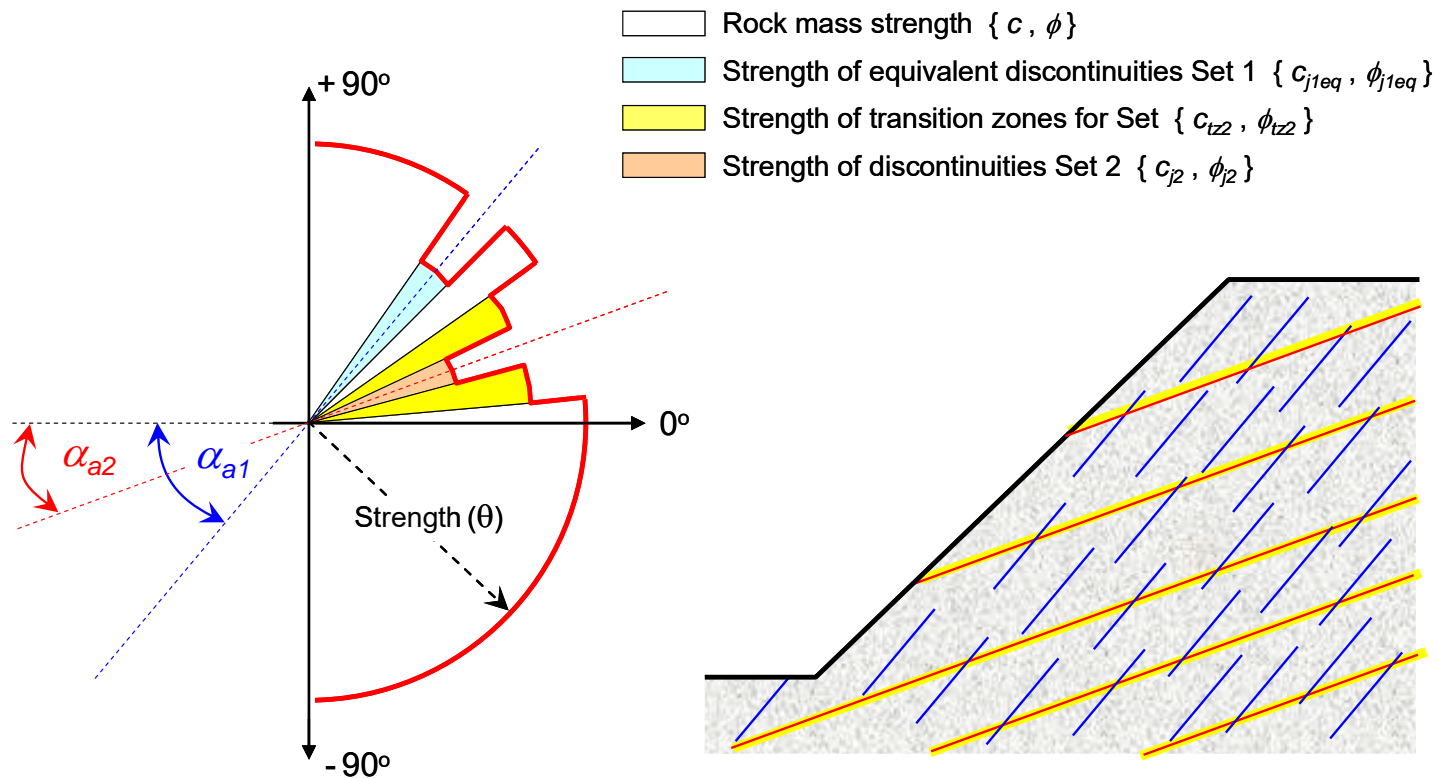 Rock mass strength { c , ϕ }
Strength of equivalent discontinuities Set 1 { cj1eq , ϕj1eq }
Strength of transition zones for Set { ctz2 , ϕtz2 }
Strength of discontinuities Set 2 { cj2 , ϕj2 }
+ 90º
0º
αa2
αa1
Strength (θ)
- 90º